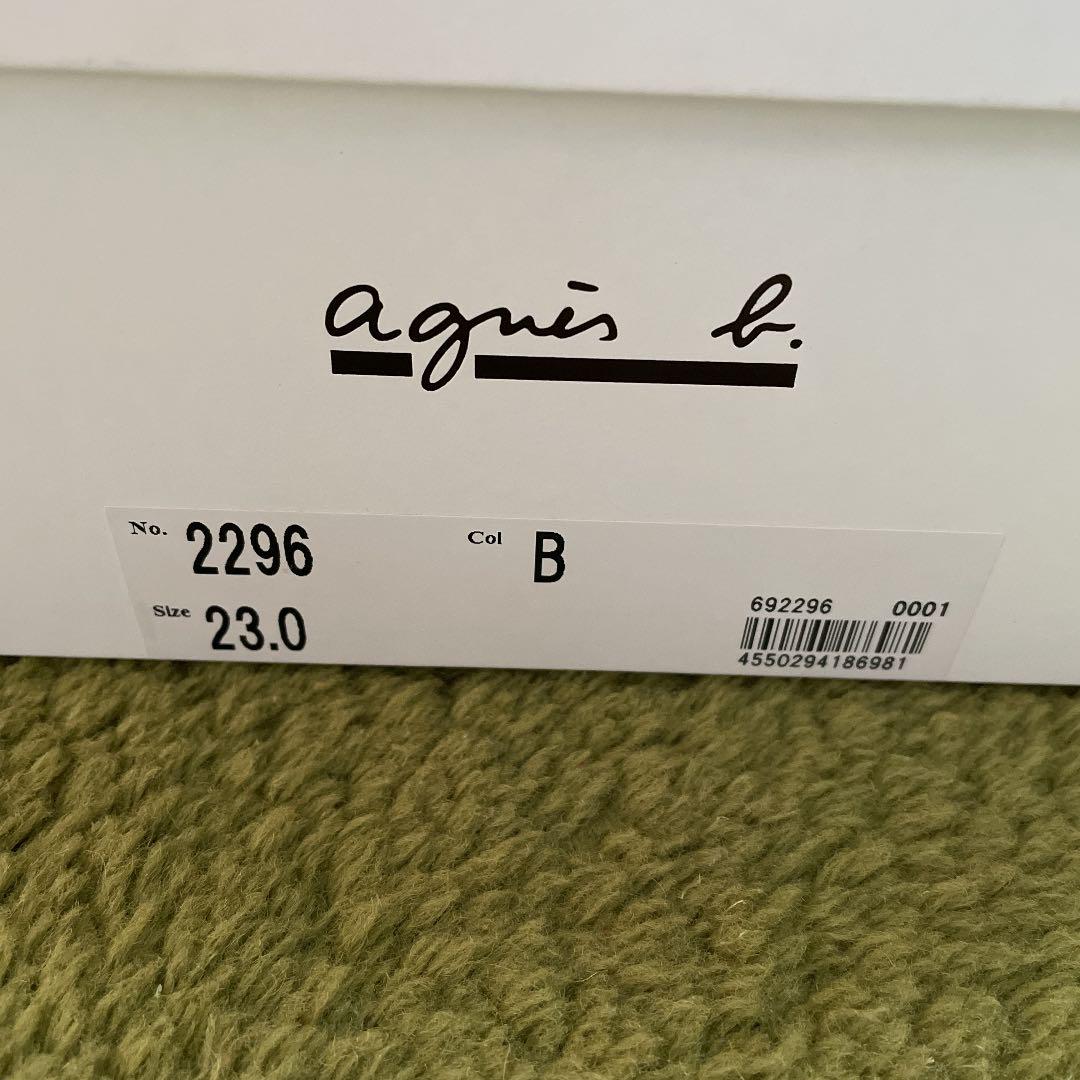 agnès b.
No. 2296 Col B
Size 23.0
692296 0001
4550294186981